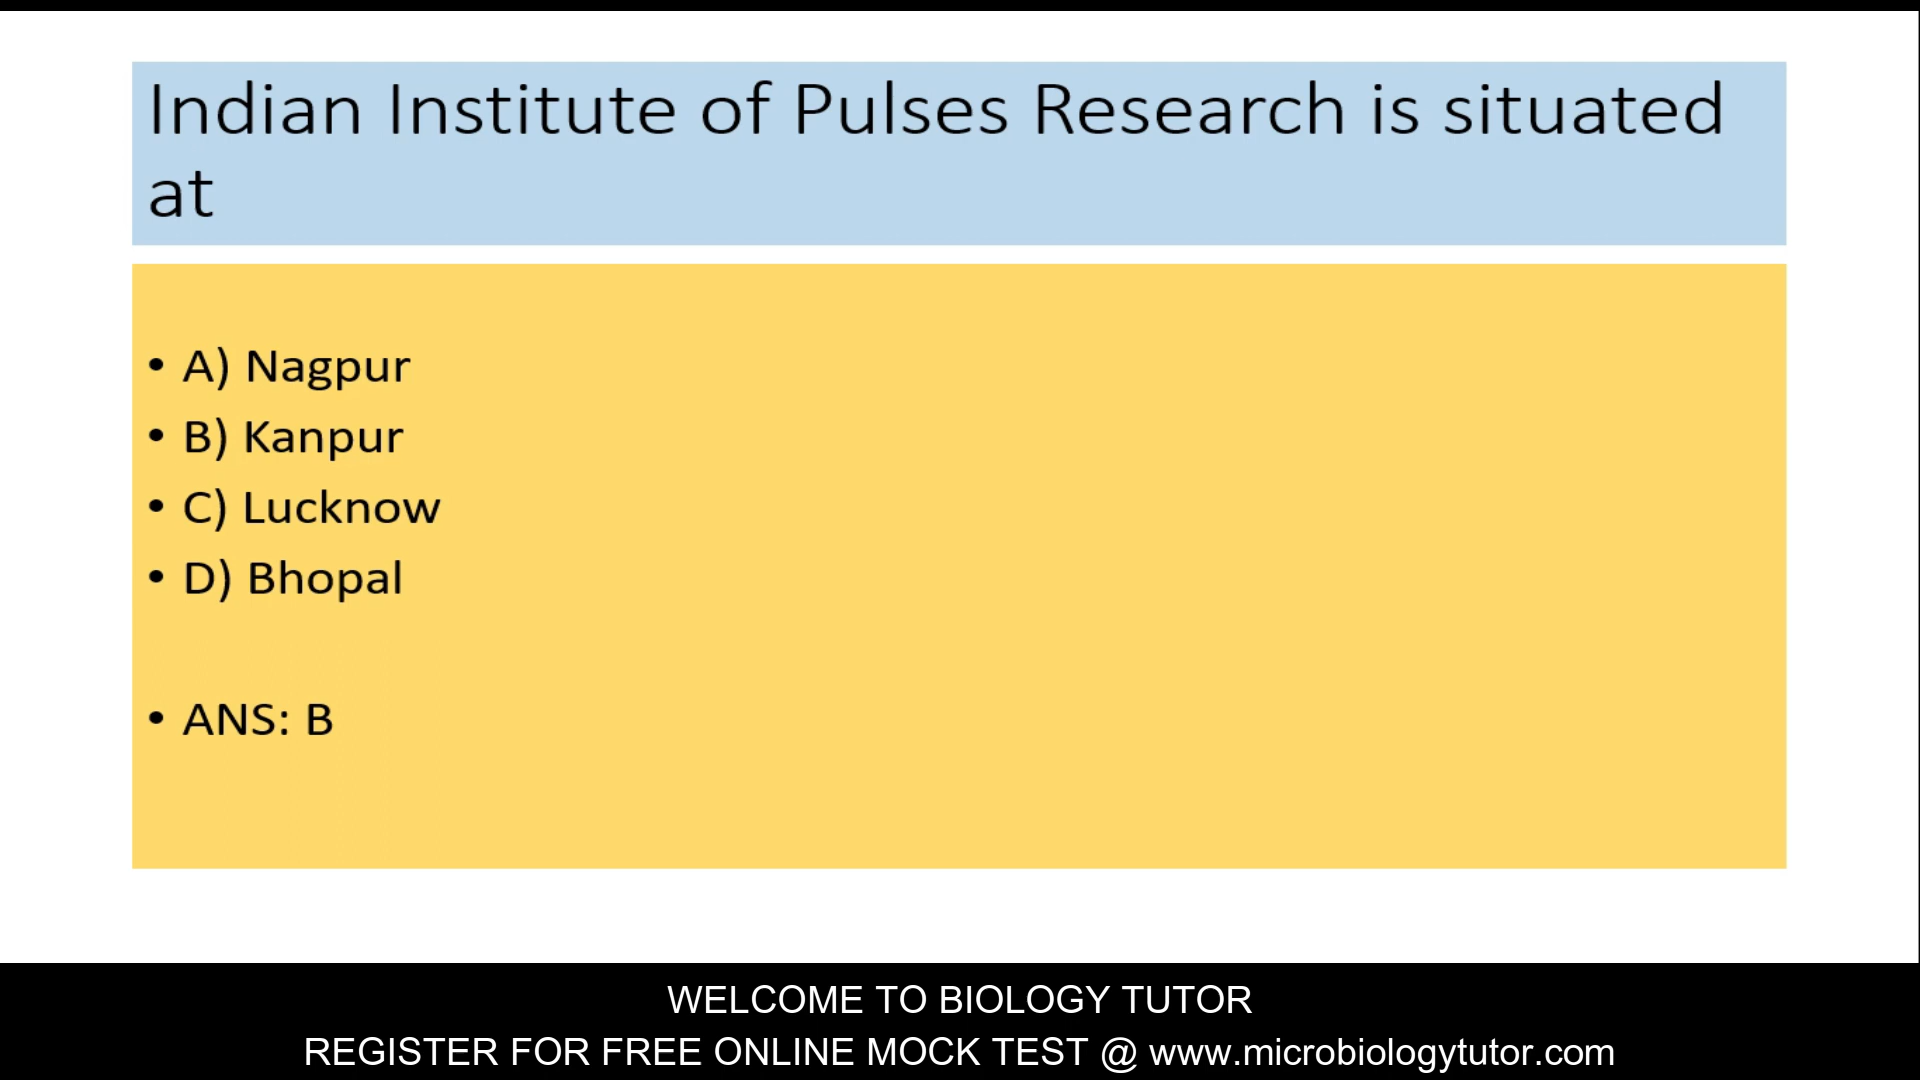 Indian Institute of Pulses Research is situated
at
• A) Nagpur
• B) Kanpur
• C) Lucknow
• D) Bhopal
• ANS: B
WELCOME TO BIOLOGY TUTOR
REGISTER FOR FREE ONLINE MOCK TEST @ www.microbiologytutor.com